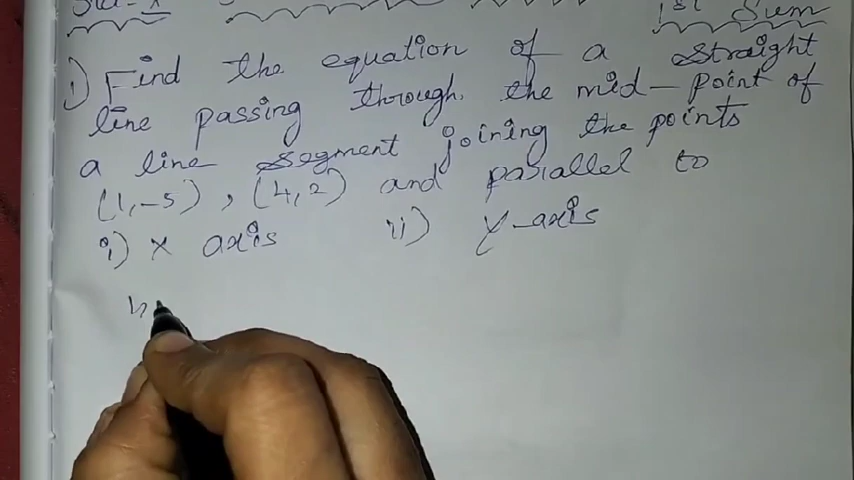 1st Sum
1) Find the equation of a straight
line passing through the mid-point of
a line segment joining the points
(1,-5), (4,2) and parallel to
i) X axis ii) Y-axis